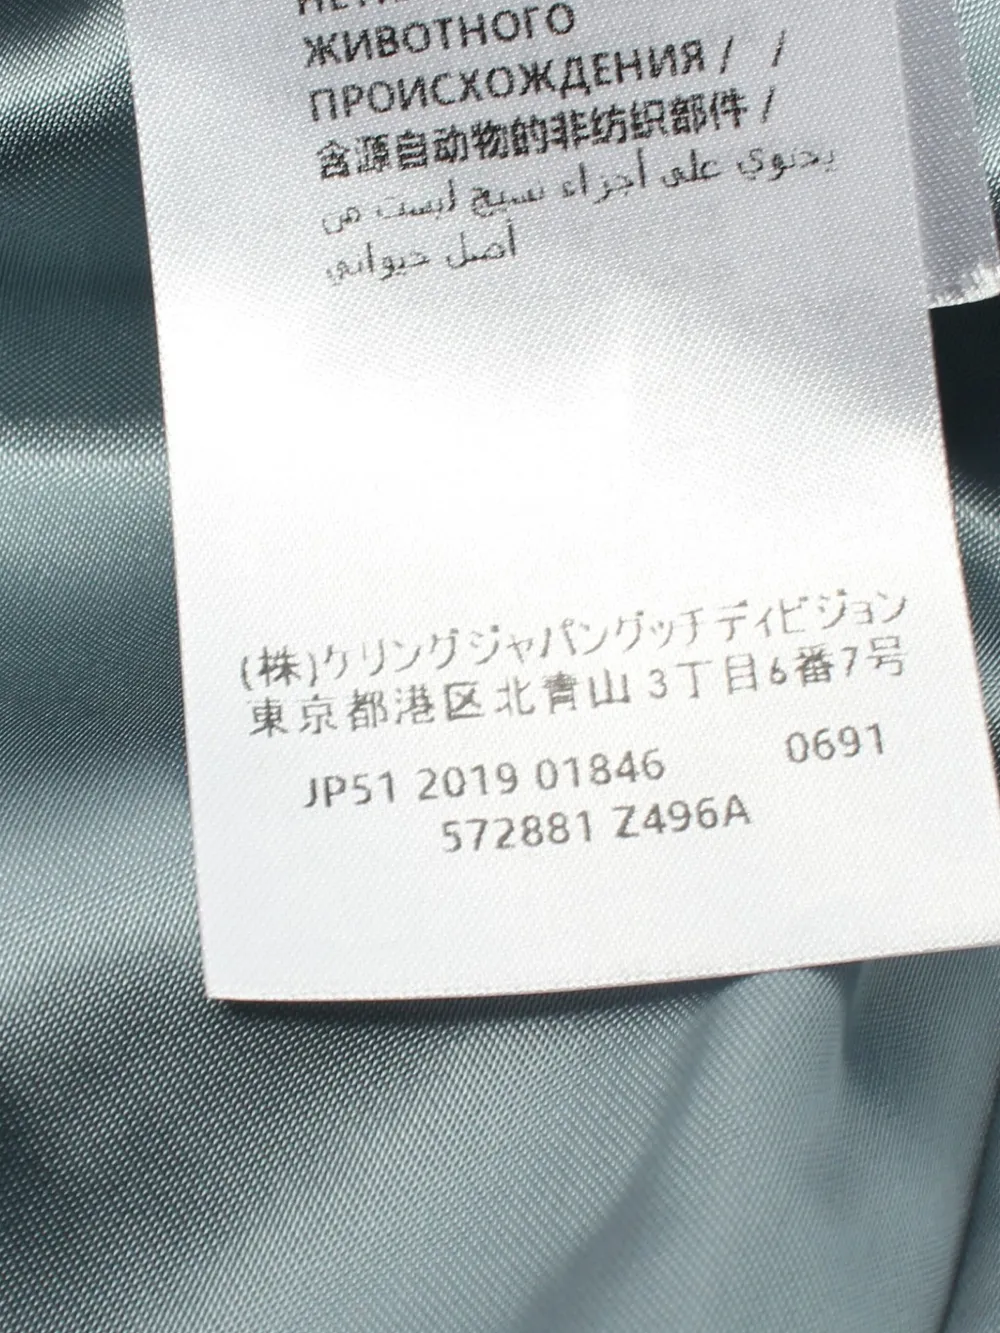 ЖИВОТНОГО
ПРОИСХОЖДЕНИЯ / /
含源自动物的非纺织部件 /
يحتوي على أجزاء نسيج ليست من
أصل حيواني
(株)ケリングジャパングッチディビジョン
東京都港区北青山3丁目6番7号
JP51 2019 01846 0691
572881 Z496A